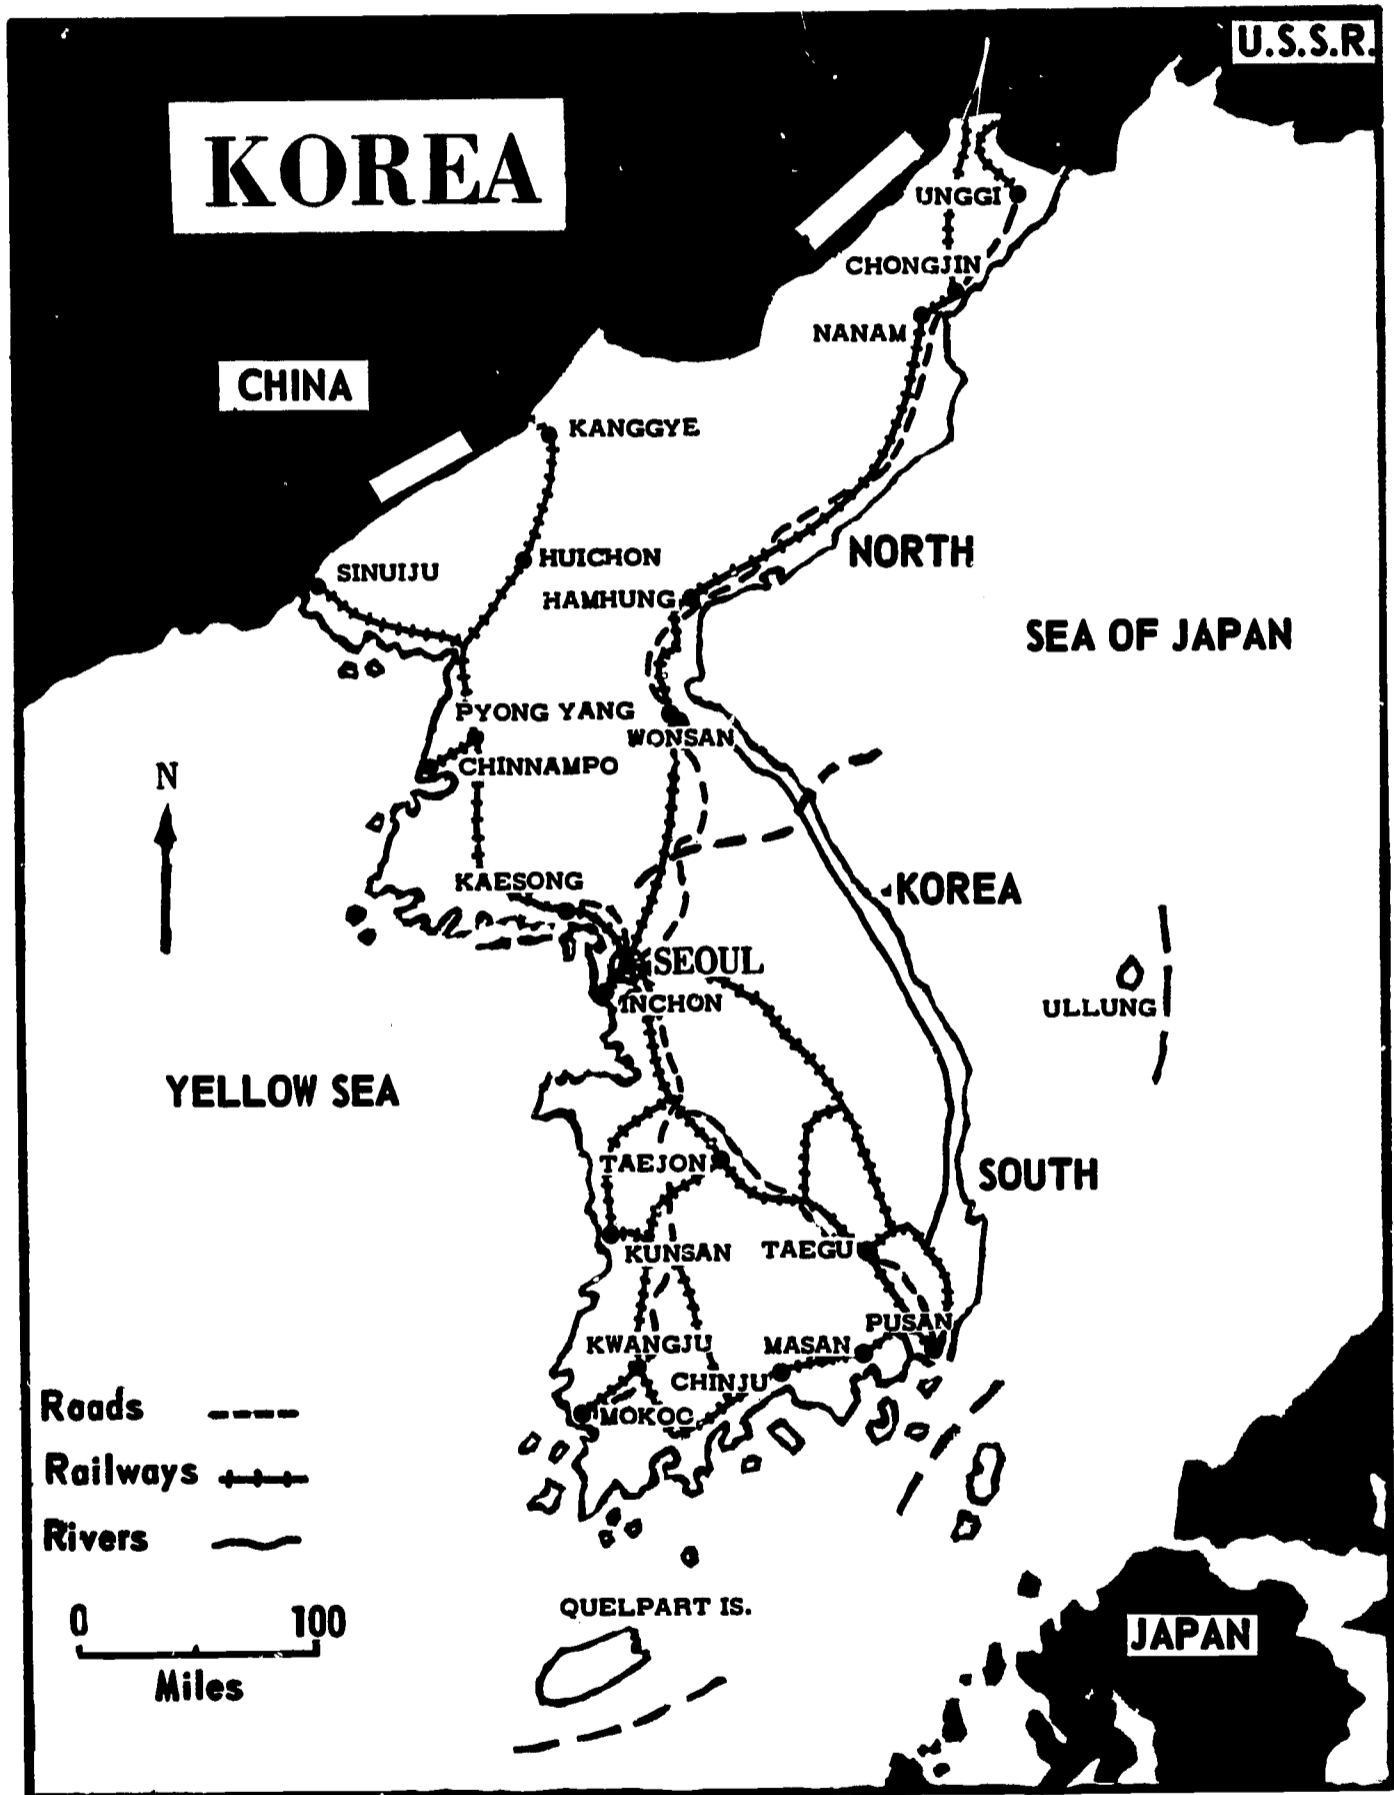 U.S.S.R.
KOREA
UNGGI
CHONGJIN
NANAM
CHINA
KANGGYE
NORTH
HUICHON
SINUIJU
HAMHUNG
SEA OF JAPAN
PYONG YANG
WONSAN
CHINNAMPO
N
KAESONG
KOREA
SEOUL
INCHON
ULLUNG
YELLOW SEA
TAEJON
SOUTH
KUNSAN
TAEGU
PUSAN
KWANGJU
MASAN
CHINJU
MOKOC
Roads
Railways
Rivers
0 100
Miles
QUELPART IS.
JAPAN